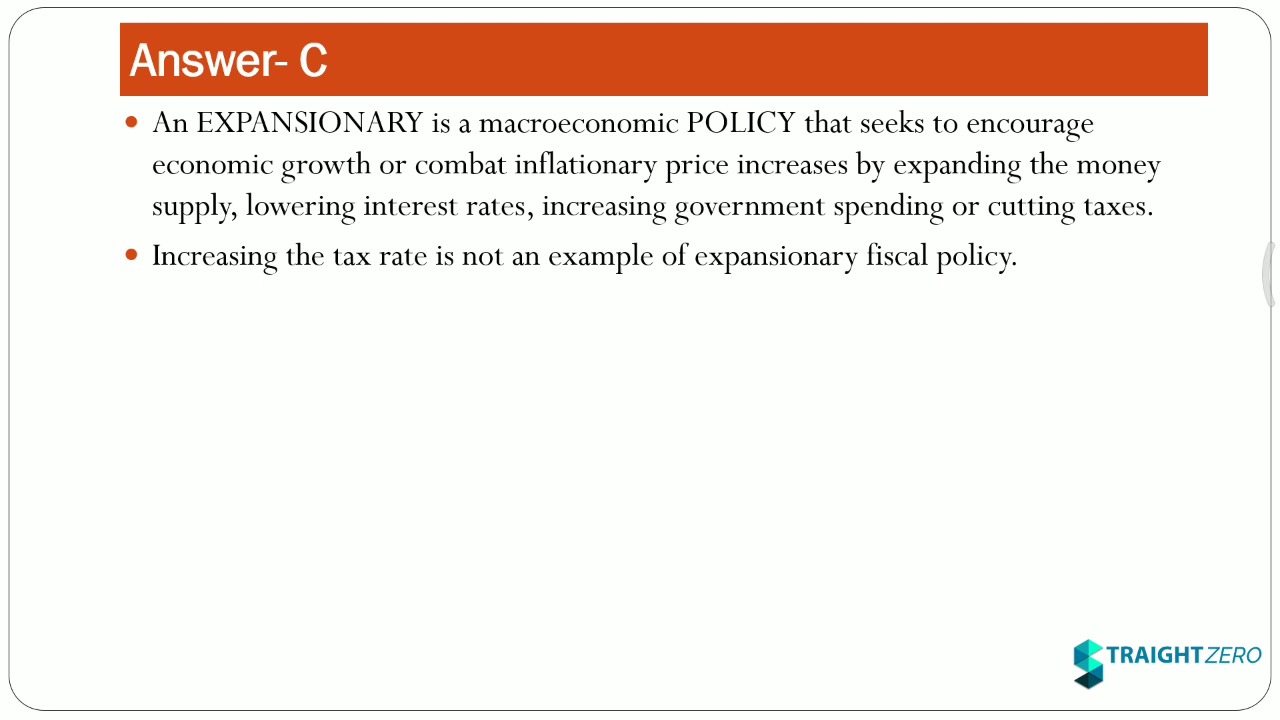 Answer- C
An EXPANSIONARY is a macroeconomic POLICY that seeks to encourage
economic growth or combat inflationary price increases by expanding the money
supply, lowering interest rates, increasing government spending or cutting taxes.
Increasing the tax rate is not an example of expansionary fiscal policy.
STRAIGHTZERO